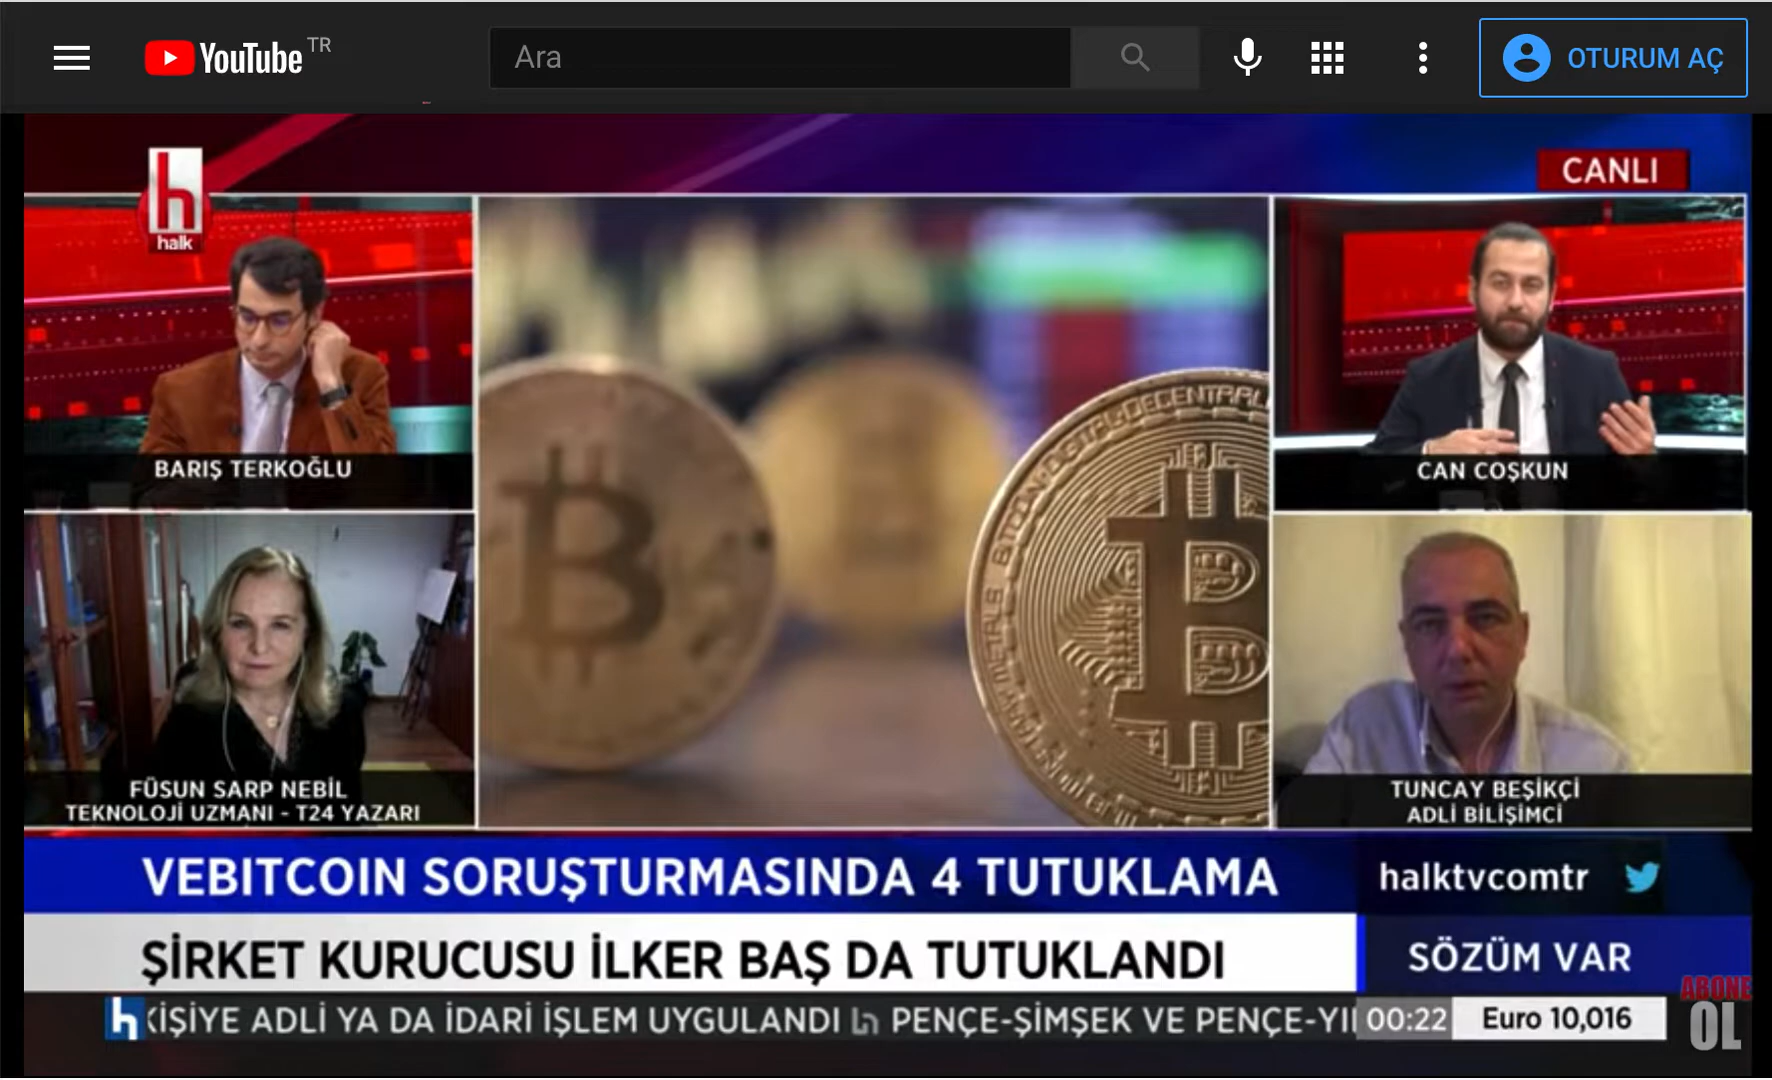 YouTube TR
Ara
OTURUM AÇ
CANLI
h
halk
BARIŞ TERKOĞLU
CAN COŞKUN
FÜSUN SARP NEBİL
TEKNOLOJİ UZMANI - T24 YAZARI
TUNCAY BEŞİKÇİ
ADLİ BİLİŞİMCİ
VEBITCOIN SORUŞTURMASINDA 4 TUTUKLAMA
halktvcomtr
ŞİRKET KURUCUSU İLKER BAŞ DA TUTUKLANDI
SÖZÜM VAR
ABONE
OL
h KİŞİYE ADLİ YA DA İDARİ İŞLEM UYGULANDI h PENÇE-ŞİMŞEK VE PENÇE-YI
00:22
Euro 10,016